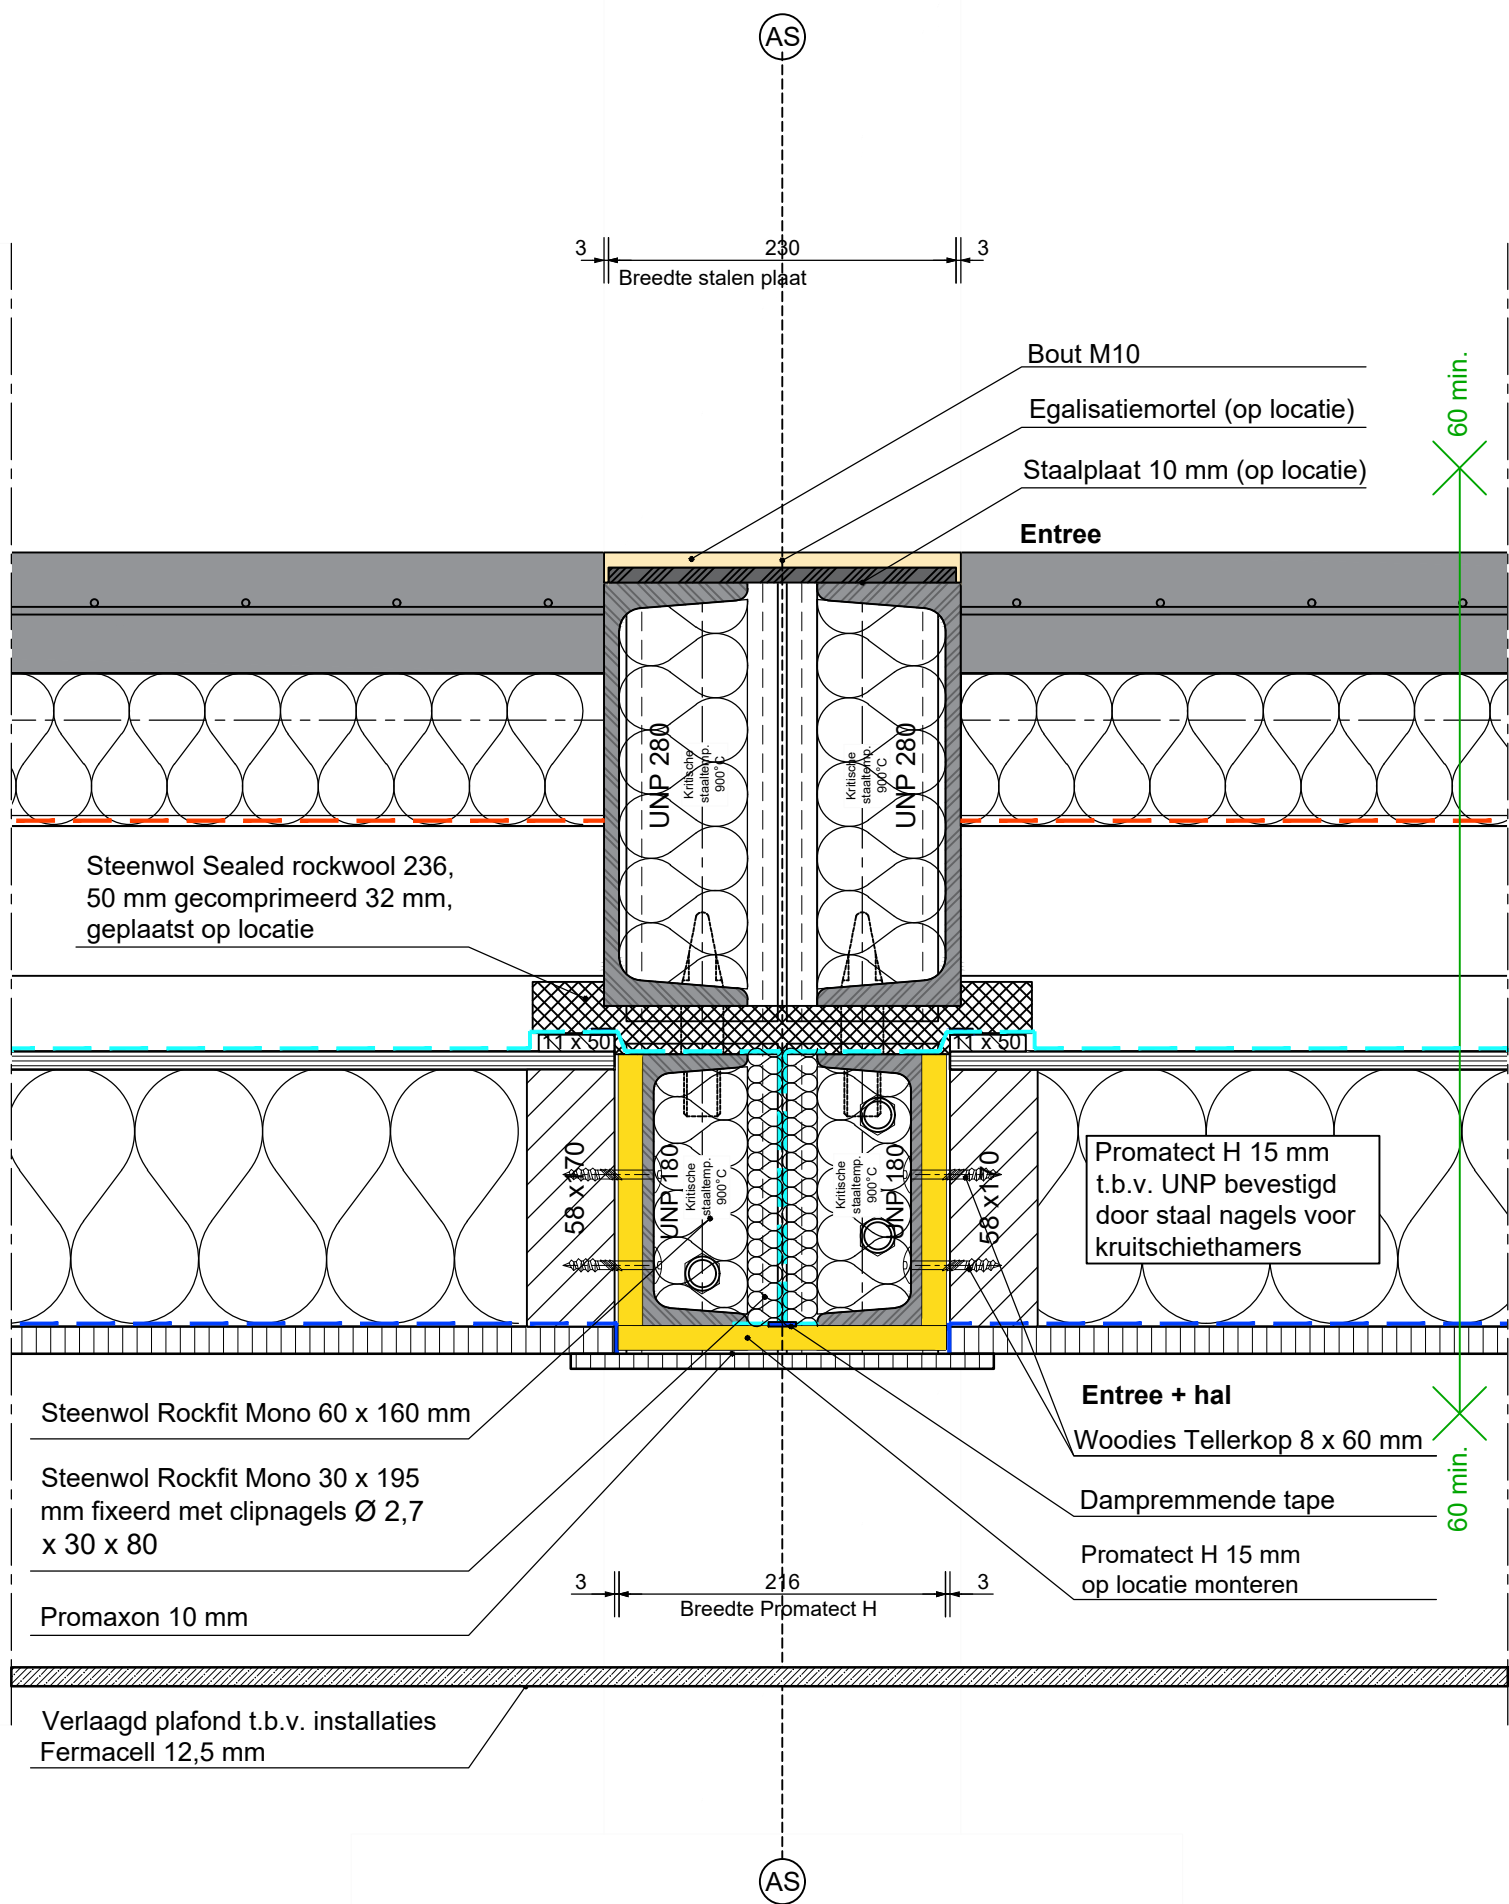 AS
3
230
3
Breedte stalen plaat
Bout M10
Egalisatiemortel (op locatie)
Staalplaat 10 mm (op locatie)
Entree
60 min.
UNP 280
Kritische
staaltemp.
900°C
Kritische
staaltemp.
900°C
UNP 280
Steenwol Sealed rockwool 236,
50 mm gecomprimeerd 32 mm,
geplaatst op locatie
11 x 50
11 x 50
58 x170
UNP 180
Kritische
staaltemp.
900°C
Kritische
staaltemp.
900°C
UNP 180
58 x170
Promatect H 15 mm
t.b.v. UNP bevestigd
door staal nagels voor
kruitschiethamers
Steenwol Rockfit Mono 60 x 160 mm
Steenwol Rockfit Mono 30 x 195
mm fixeerd met clipnagels Ø 2,7
x 30 x 80
Promaxon 10 mm
Entree + hal
Woodies Tellerkop 8 x 60 mm
Dampremmende tape
Promatect H 15 mm
op locatie monteren
60 min.
3
216
3
Breedte Promatect H
Verlaagd plafond t.b.v. installaties
Fermacell 12,5 mm
AS